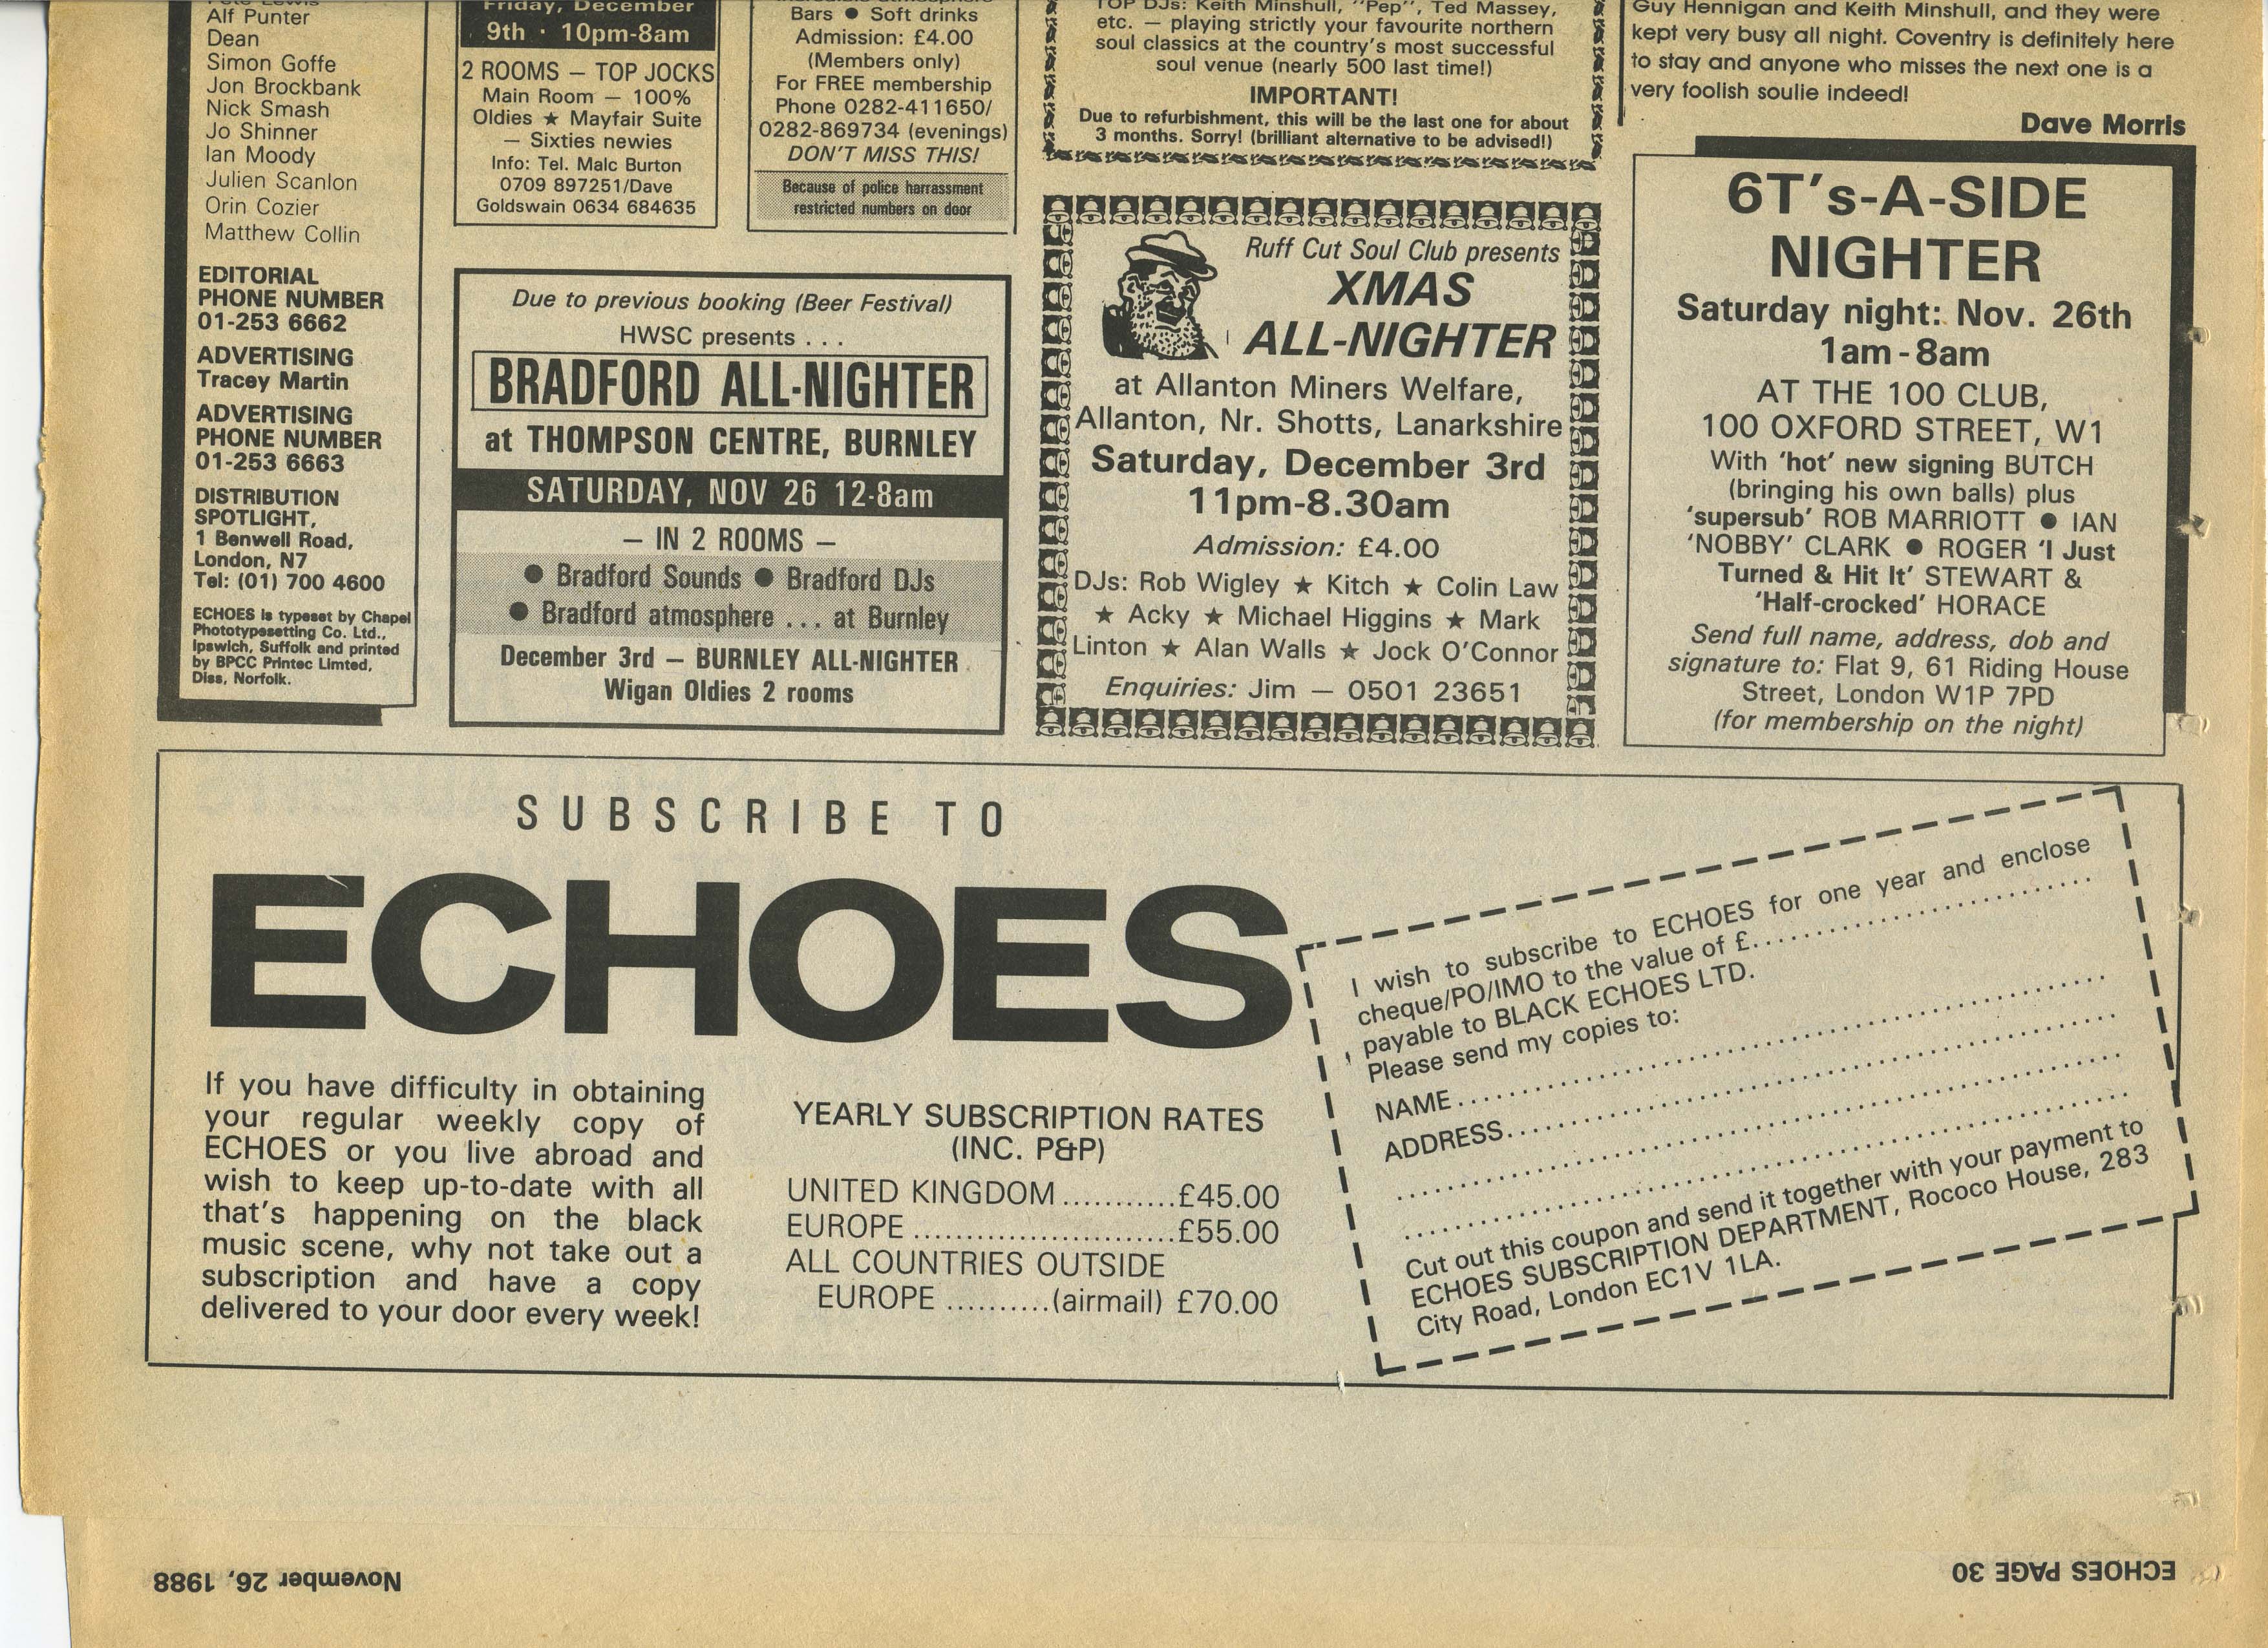 Pete Lewis
Alf Punter
Dean
Simon Goffe
Jon Brockbank
Nick Smash
Jo Shinner
Ian Moody
Julien Scanlon
Orin Cozier
Matthew Collin
EDITORIAL
PHONE NUMBER
01-253 6662
ADVERTISING
Tracey Martin
ADVERTISING
PHONE NUMBER
01-253 6663
DISTRIBUTION
SPOTLIGHT,
1 Benwell Road,
London, N7
Tel: (01) 700 4600
ECHOES is typeset by Chapel
Phototypesetting Co. Ltd.,
Ipswich, Suffolk and printed
by BPCC Printec Limted,
Diss, Norfolk.
Friday, December
9th · 10pm-8am
2 ROOMS — TOP JOCKS
Main Room — 100%
Oldies ★ Mayfair Suite
— Sixties newies
Info: Tel. Malc Burton
0709 897251/Dave
Goldswain 0634 684635
Bars ● Soft drinks
Admission: £4.00
(Members only)
For FREE membership
Phone 0282-411650/
0282-869734 (evenings)
DON'T MISS THIS!
Because of police harrassment
restricted numbers on door
Due to previous booking (Beer Festival)
HWSC presents . . .
BRADFORD ALL-NIGHTER
at THOMPSON CENTRE, BURNLEY
SATURDAY, NOV 26 12-8am
— IN 2 ROOMS —
● Bradford Sounds ● Bradford DJs
● Bradford atmosphere . . . at Burnley
December 3rd — BURNLEY ALL-NIGHTER
Wigan Oldies 2 rooms
TOP DJs: Keith Minshull, "Pep", Ted Massey,
etc. — playing strictly your favourite northern
soul classics at the country's most successful
soul venue (nearly 500 last time!)
IMPORTANT!
Due to refurbishment, this will be the last one for about
3 months. Sorry! (brilliant alternative to be advised!)
Ruff Cut Soul Club presents
XMAS
ALL-NIGHTER
at Allanton Miners Welfare,
Allanton, Nr. Shotts, Lanarkshire
Saturday, December 3rd
11pm-8.30am
Admission: £4.00
DJs: Rob Wigley ★ Kitch ★ Colin Law
★ Acky ★ Michael Higgins ★ Mark
Linton ★ Alan Walls ★ Jock O'Connor
Enquiries: Jim — 0501 23651
Guy Hennigan and Keith Minshull, and they were
kept very busy all night. Coventry is definitely here
to stay and anyone who misses the next one is a
very foolish soulie indeed!
Dave Morris
6T's-A-SIDE
NIGHTER
Saturday night: Nov. 26th
1am-8am
AT THE 100 CLUB,
100 OXFORD STREET, W1
With 'hot' new signing BUTCH
(bringing his own balls) plus
'supersub' ROB MARRIOTT ● IAN
'NOBBY' CLARK ● ROGER 'I Just
Turned & Hit It' STEWART &
'Half-crocked' HORACE
Send full name, address, dob and
signature to: Flat 9, 61 Riding House
Street, London W1P 7PD
(for membership on the night)
SUBSCRIBE TO
ECHOES
If you have difficulty in obtaining
your regular weekly copy of
ECHOES or you live abroad and
wish to keep up-to-date with all
that's happening on the black
music scene, why not take out a
subscription and have a copy
delivered to your door every week!
YEARLY SUBSCRIPTION RATES
(INC. P&P)
UNITED KINGDOM...........£45.00
EUROPE .........................£55.00
ALL COUNTRIES OUTSIDE
EUROPE ..........(airmail) £70.00
I wish to subscribe to ECHOES for one year and enclose
cheque/PO/IMO to the value of £..............................
payable to BLACK ECHOES LTD.
Please send my copies to:
NAME............................................................
ADDRESS.......................................................
....................................................................
....................................................................
Cut out this coupon and send it together with your payment to
ECHOES SUBSCRIPTION DEPARTMENT, Rococo House, 283
City Road, London EC1V 1LA.
November 26, 1988
ECHOES PAGE 30